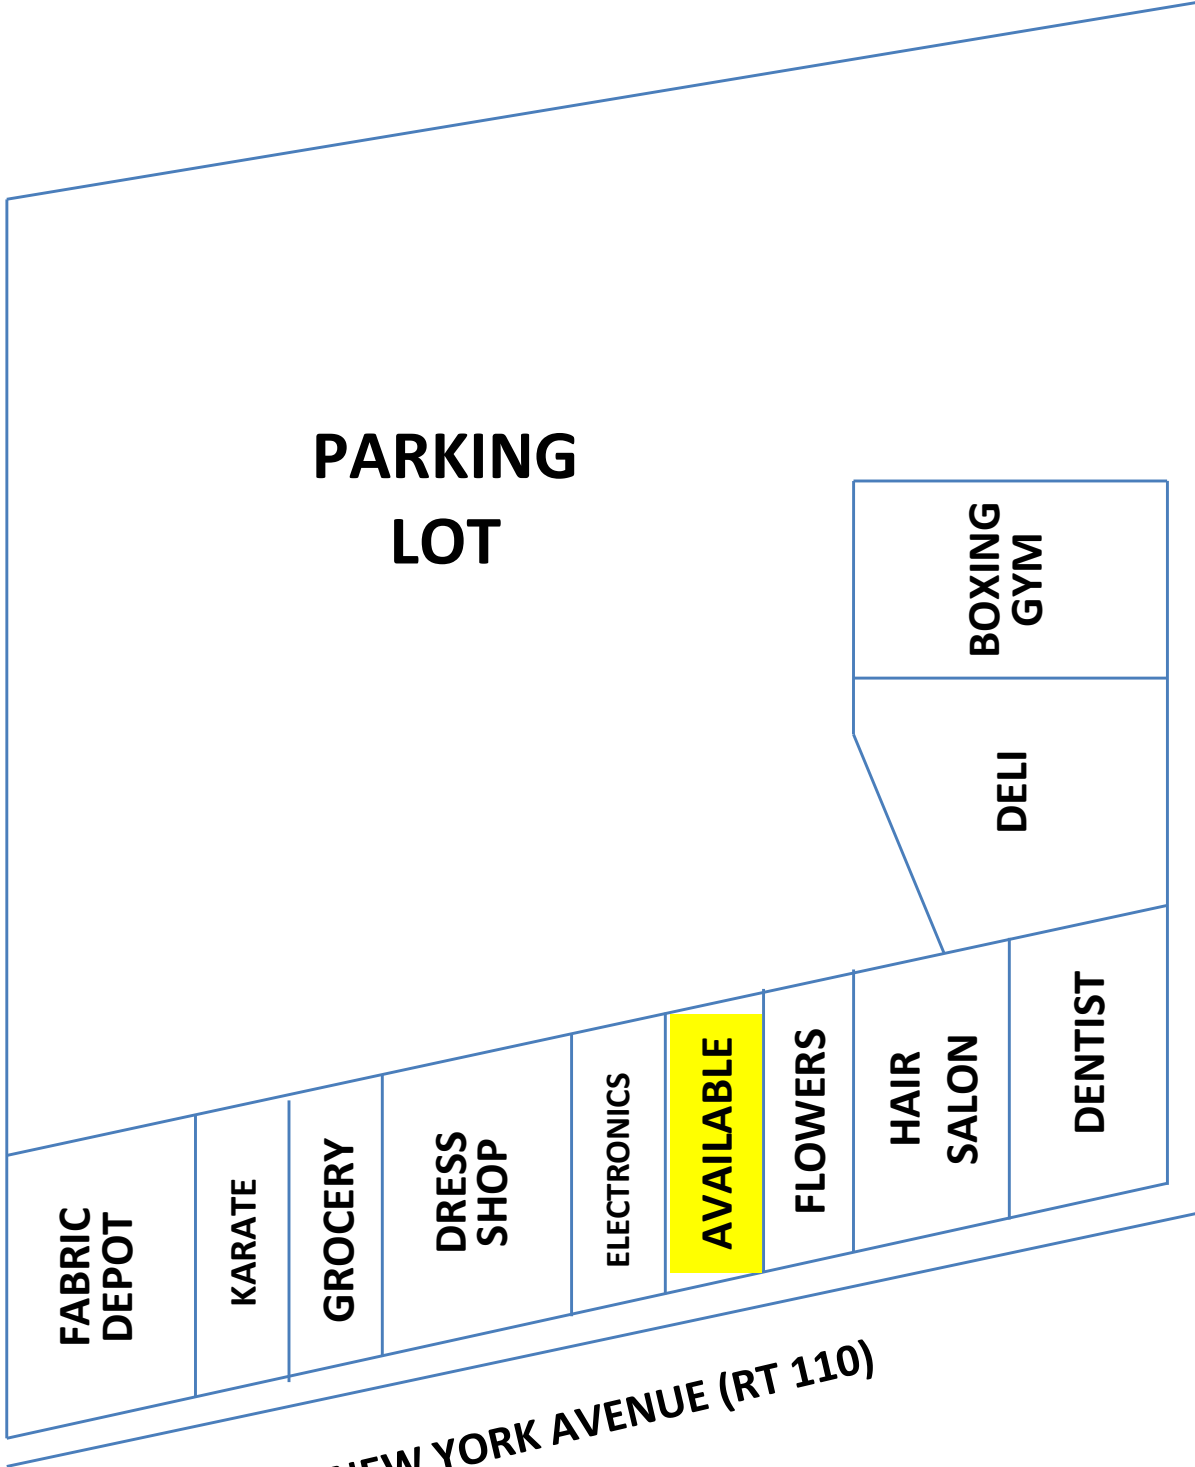 PARKING
LOT
BOXING
GYM
DELI
FABRIC
DEPOT
KARATE
GROCERY
DRESS
SHOP
ELECTRONICS
AVAILABLE
FLOWERS
HAIR
SALON
DENTIST
NEW YORK AVENUE (RT 110)